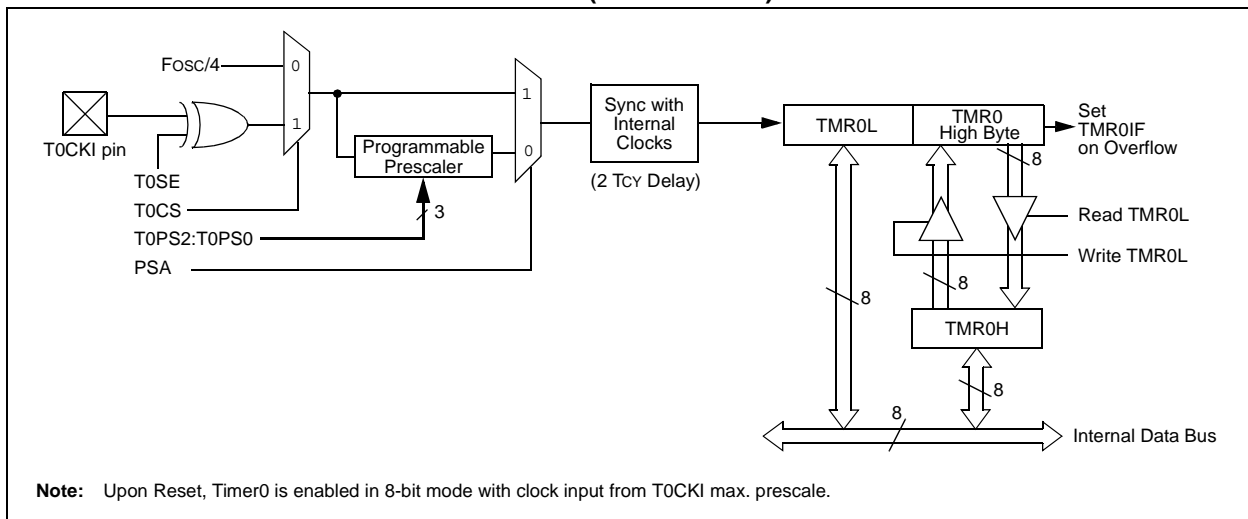 FOSC/4
0
1
T0CKI pin
T0SE
T0CS
T0PS2:T0PS0
PSA
Programmable
Prescaler
3
1
0
Sync with
Internal
Clocks
(2 TCY Delay)
TMR0L
TMR0
High Byte
Set
TMR0IF
on Overflow
8
Read TMR0L
Write TMR0L
8
8
TMR0H
8
8
Internal Data Bus
Note: Upon Reset, Timer0 is enabled in 8-bit mode with clock input from T0CKI max. prescale.